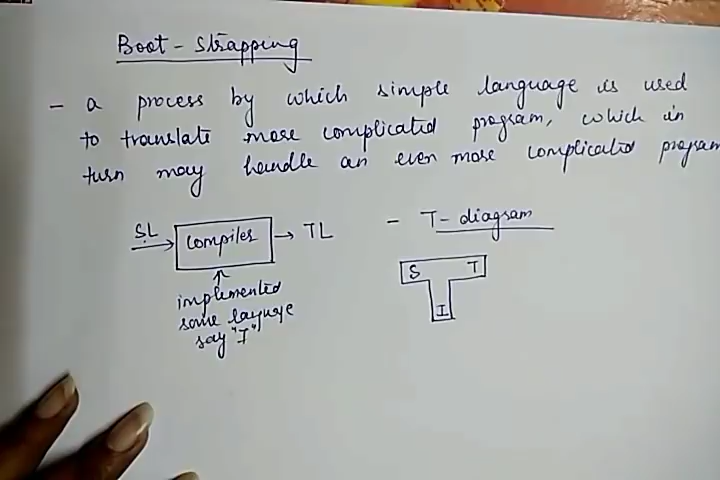 Boot - strapping
- a process by which simple language is used
to translate more complicated program, which in
turn may handle an even more complicated program
SL
compiler
TL
implemented
some language
say "I"
- T- diagram
S T
I